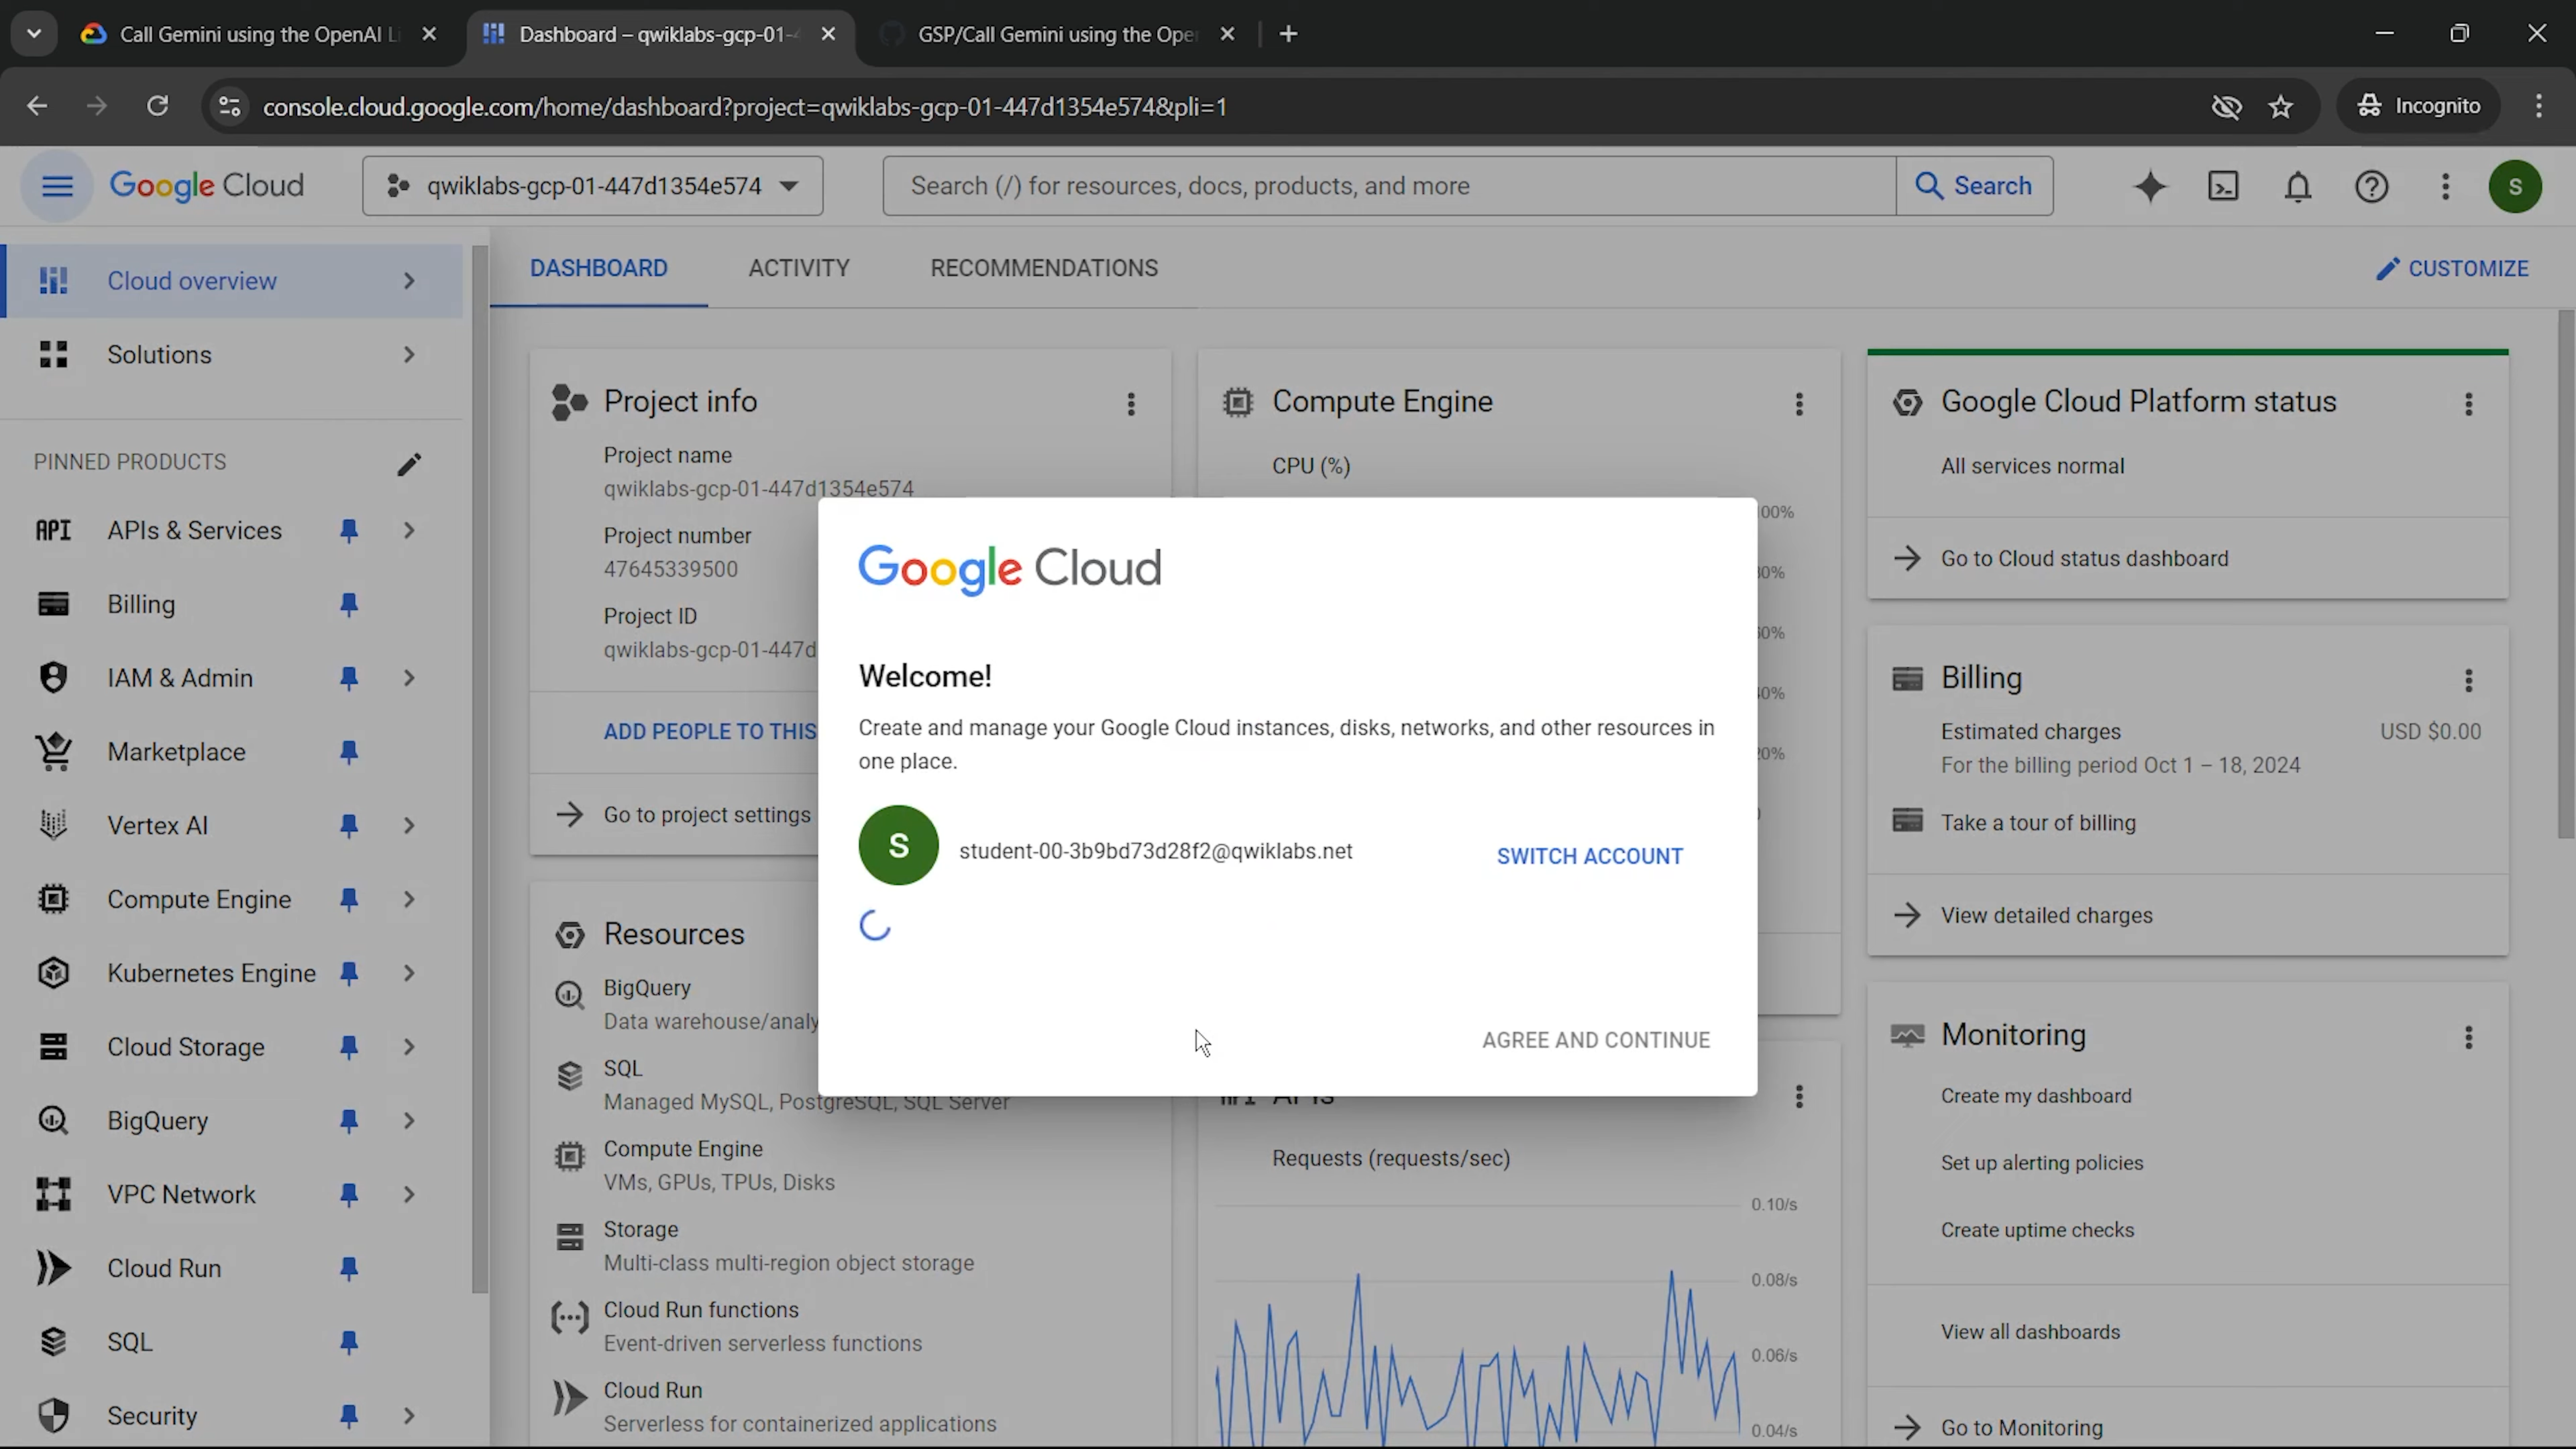 Call Gemini using the OpenAI Li
Dashboard – qwiklabs-gcp-01-
GSP/Call Gemini using the Ope
console.cloud.google.com/home/dashboard?project=qwiklabs-gcp-01-447d1354e574&pli=1
Incognito
Google Cloud
qwiklabs-gcp-01-447d1354e574
Search (/) for resources, docs, products, and more
Search
S
Cloud overview
Solutions
PINNED PRODUCTS
API
APIs & Services
Billing
IAM & Admin
Marketplace
Vertex AI
Compute Engine
Kubernetes Engine
Cloud Storage
BigQuery
VPC Network
Cloud Run
SQL
Security
DASHBOARD
ACTIVITY
RECOMMENDATIONS
CUSTOMIZE
Project info
Project name
qwiklabs-gcp-01-447d1354e574
Project number
47645339500
Project ID
qwiklabs-gcp-01-447d
ADD PEOPLE TO THIS
Go to project settings
Resources
BigQuery
Data warehouse/analy
SQL
Managed MySQL, PostgreSQL, SQL Server
Compute Engine
VMs, GPUs, TPUs, Disks
Storage
Multi-class multi-region object storage
Cloud Run functions
Event-driven serverless functions
Cloud Run
Serverless for containerized applications
Compute Engine
CPU (%)
00%
80%
60%
40%
20%
Google Cloud
Welcome!
Create and manage your Google Cloud instances, disks, networks, and other resources in
one place.
S
student-00-3b9bd73d28f2@qwiklabs.net
SWITCH ACCOUNT
AGREE AND CONTINUE
API APIs
Requests (requests/sec)
0.10/s
0.08/s
0.06/s
0.04/s
Google Cloud Platform status
All services normal
Go to Cloud status dashboard
Billing
Estimated charges
USD $0.00
For the billing period Oct 1 – 18, 2024
Take a tour of billing
View detailed charges
Monitoring
Create my dashboard
Set up alerting policies
Create uptime checks
View all dashboards
Go to Monitoring